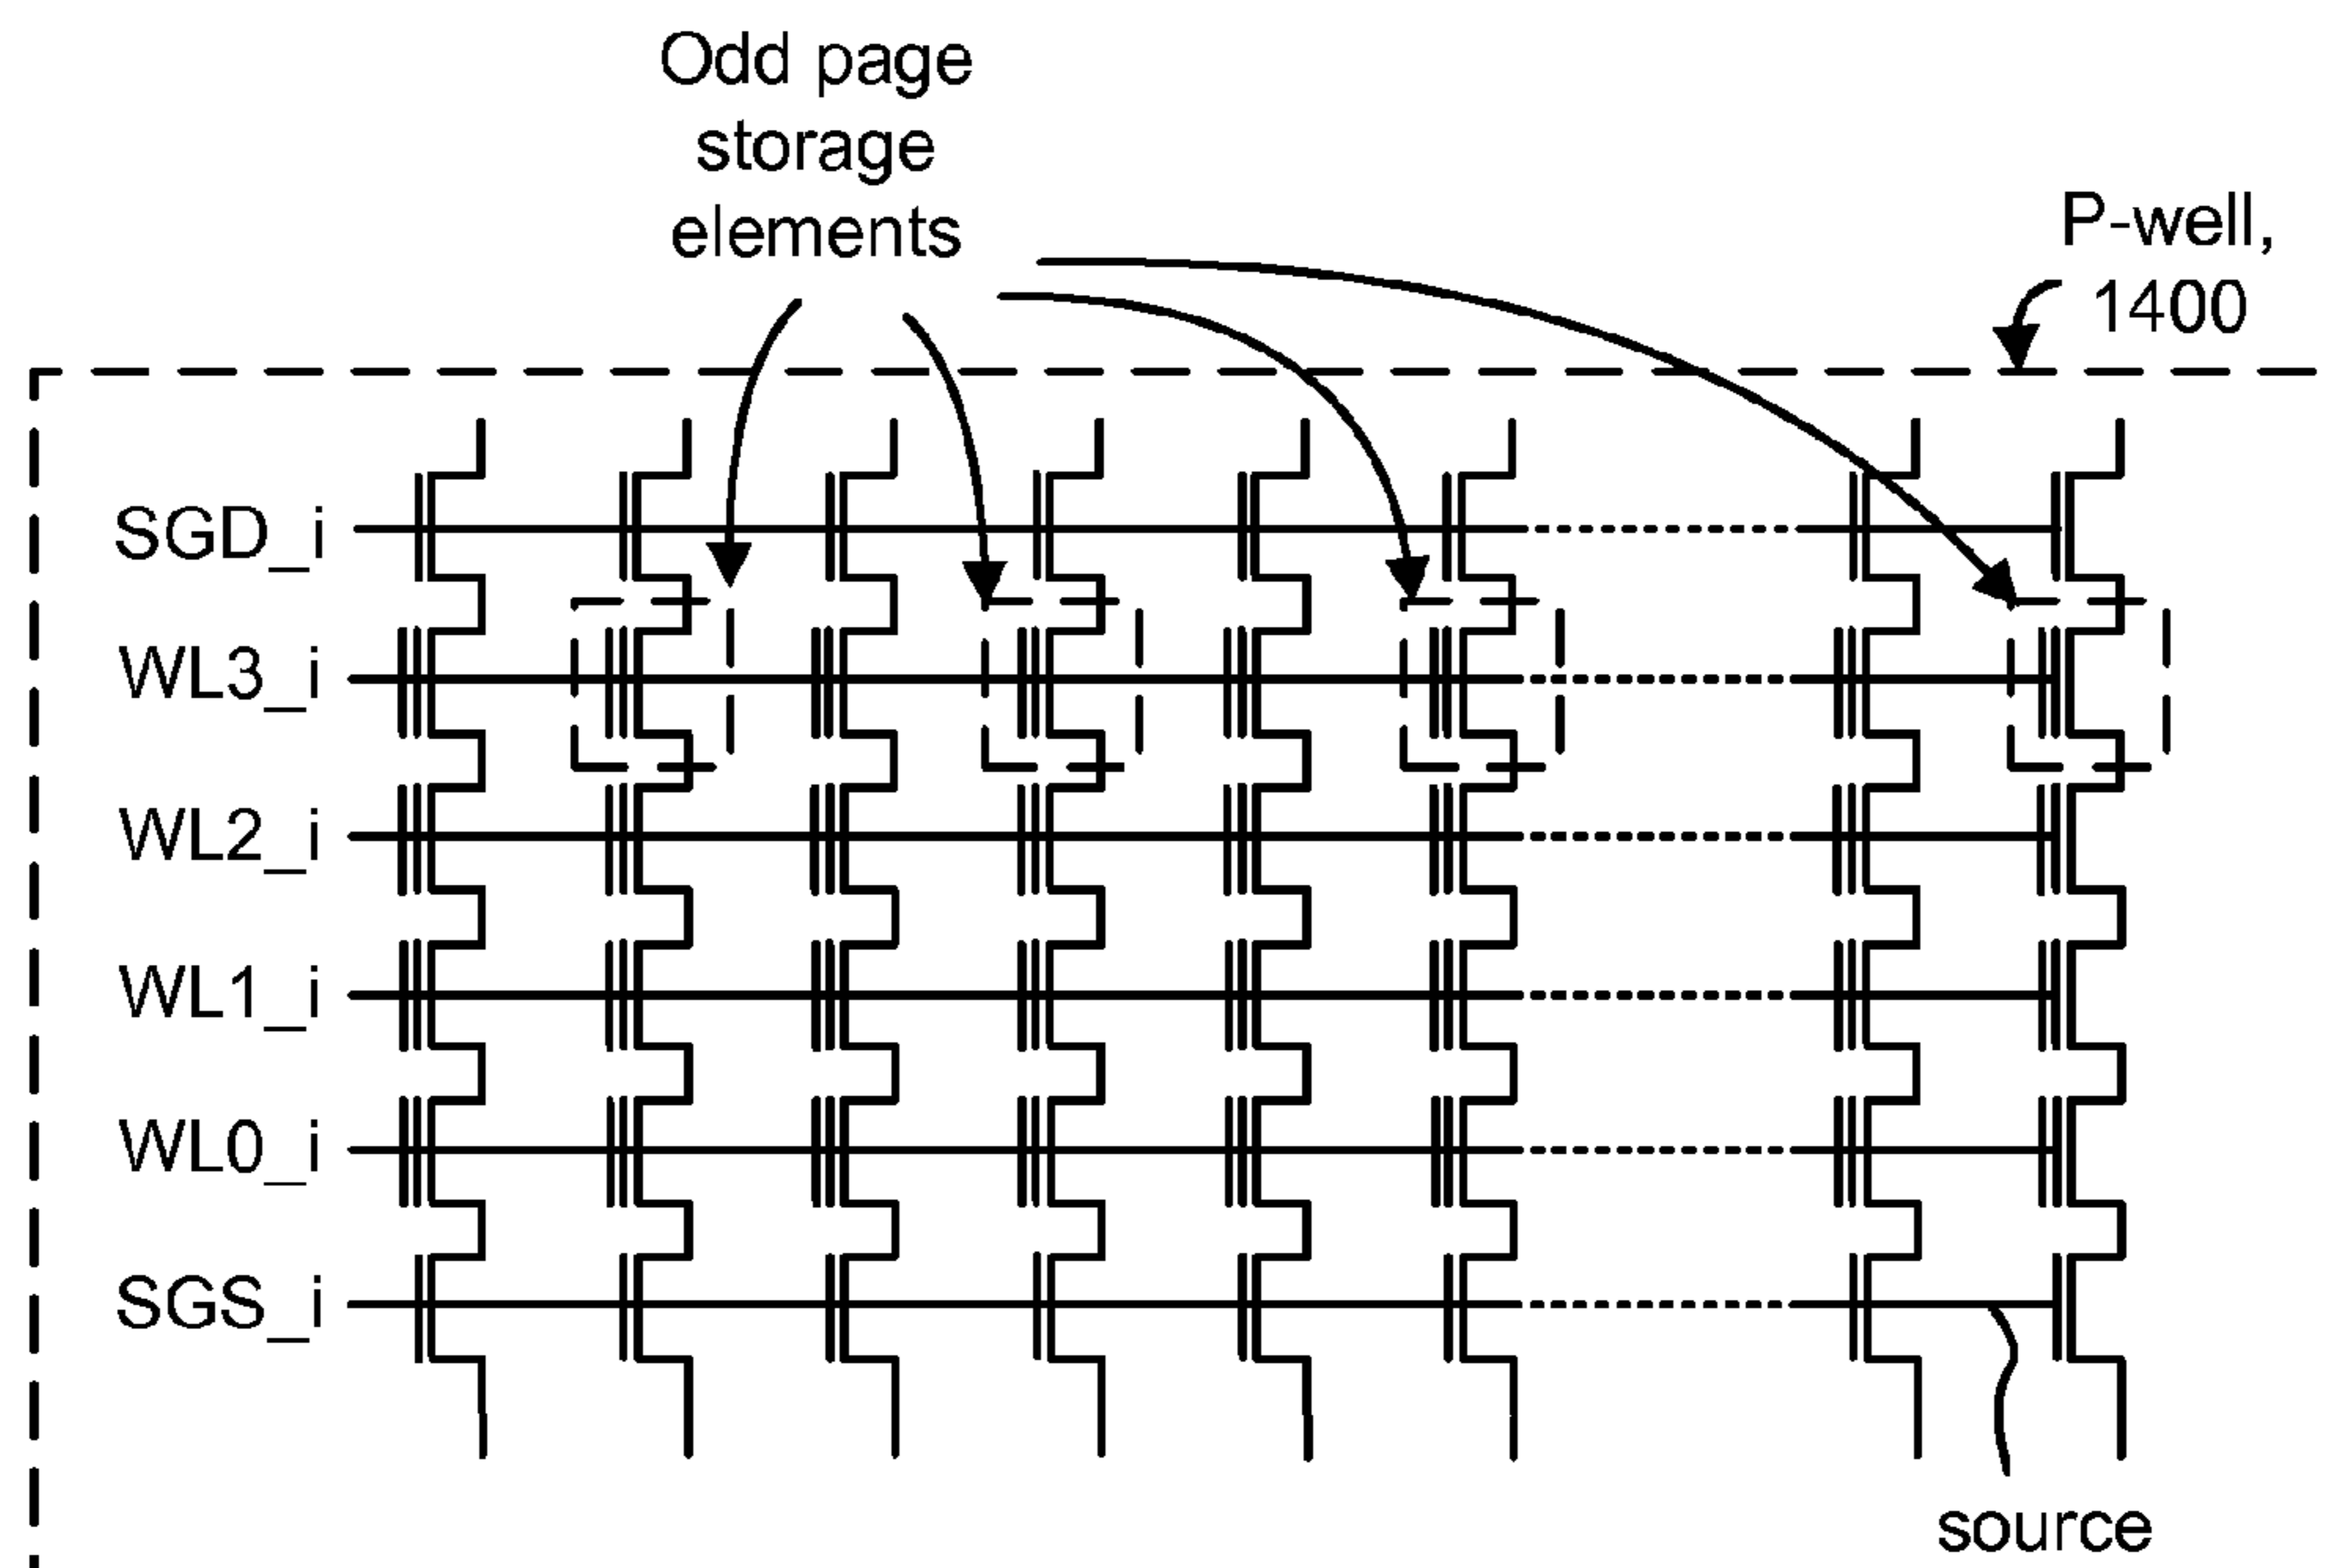 Odd page
storage
elements
P-well,
1400
SGD_i
WL3_i
WL2_i
WL1_i
WL0_i
SGS_i
source